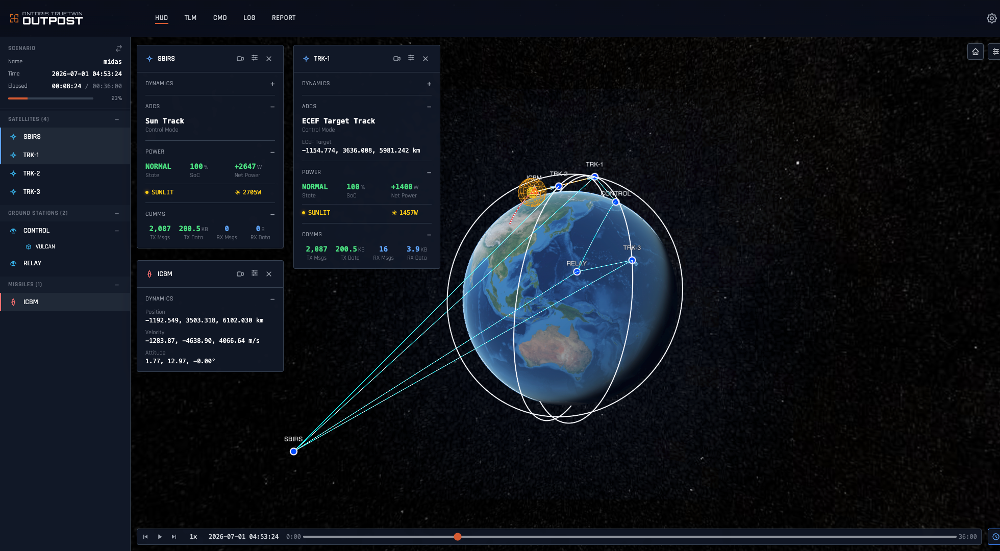 ANTARIS TRUETWIN
OUTPOST
HUD TLM CMD LOG REPORT
SCENARIO
Name midas
Time 2026-07-01 04:53:24
Elapsed 00:08:24 / 00:36:00
23%
SATELLITES (4) –
SBIRS
TRK-1
TRK-2
TRK-3
GROUND STATIONS (2) –
CONTROL –
VULCAN
RELAY
MISSILES (1) –
ICBM
SBIRS
DYNAMICS +
ADCS –
Sun Track
Control Mode
POWER –
NORMAL 100 % +2647 W
State SoC Net Power
SUNLIT 2705W
COMMS –
2,087 200.5 KB 0 0 B
TX Msgs TX Data RX Msgs RX Data
TRK-1
DYNAMICS +
ADCS –
ECEF Target Track
Control Mode
ECEF Target
-1154.774, 3636.008, 5981.242 km
POWER –
NORMAL 100 % +1400 W
State SoC Net Power
SUNLIT 1457W
COMMS –
2,087 200.5 KB 16 3.9 KB
TX Msgs TX Data RX Msgs RX Data
ICBM
DYNAMICS –
Position
-1192.549, 3503.318, 6102.030 km
Velocity
-1283.87, -4638.90, 4066.64 m/s
Attitude
1.77, 12.97, -0.00°
TRK-1
TRK-2
ICBM
CONTROL
TRK-3
RELAY
SBIRS
1x 2026-07-01 04:53:24 0:00 36:00